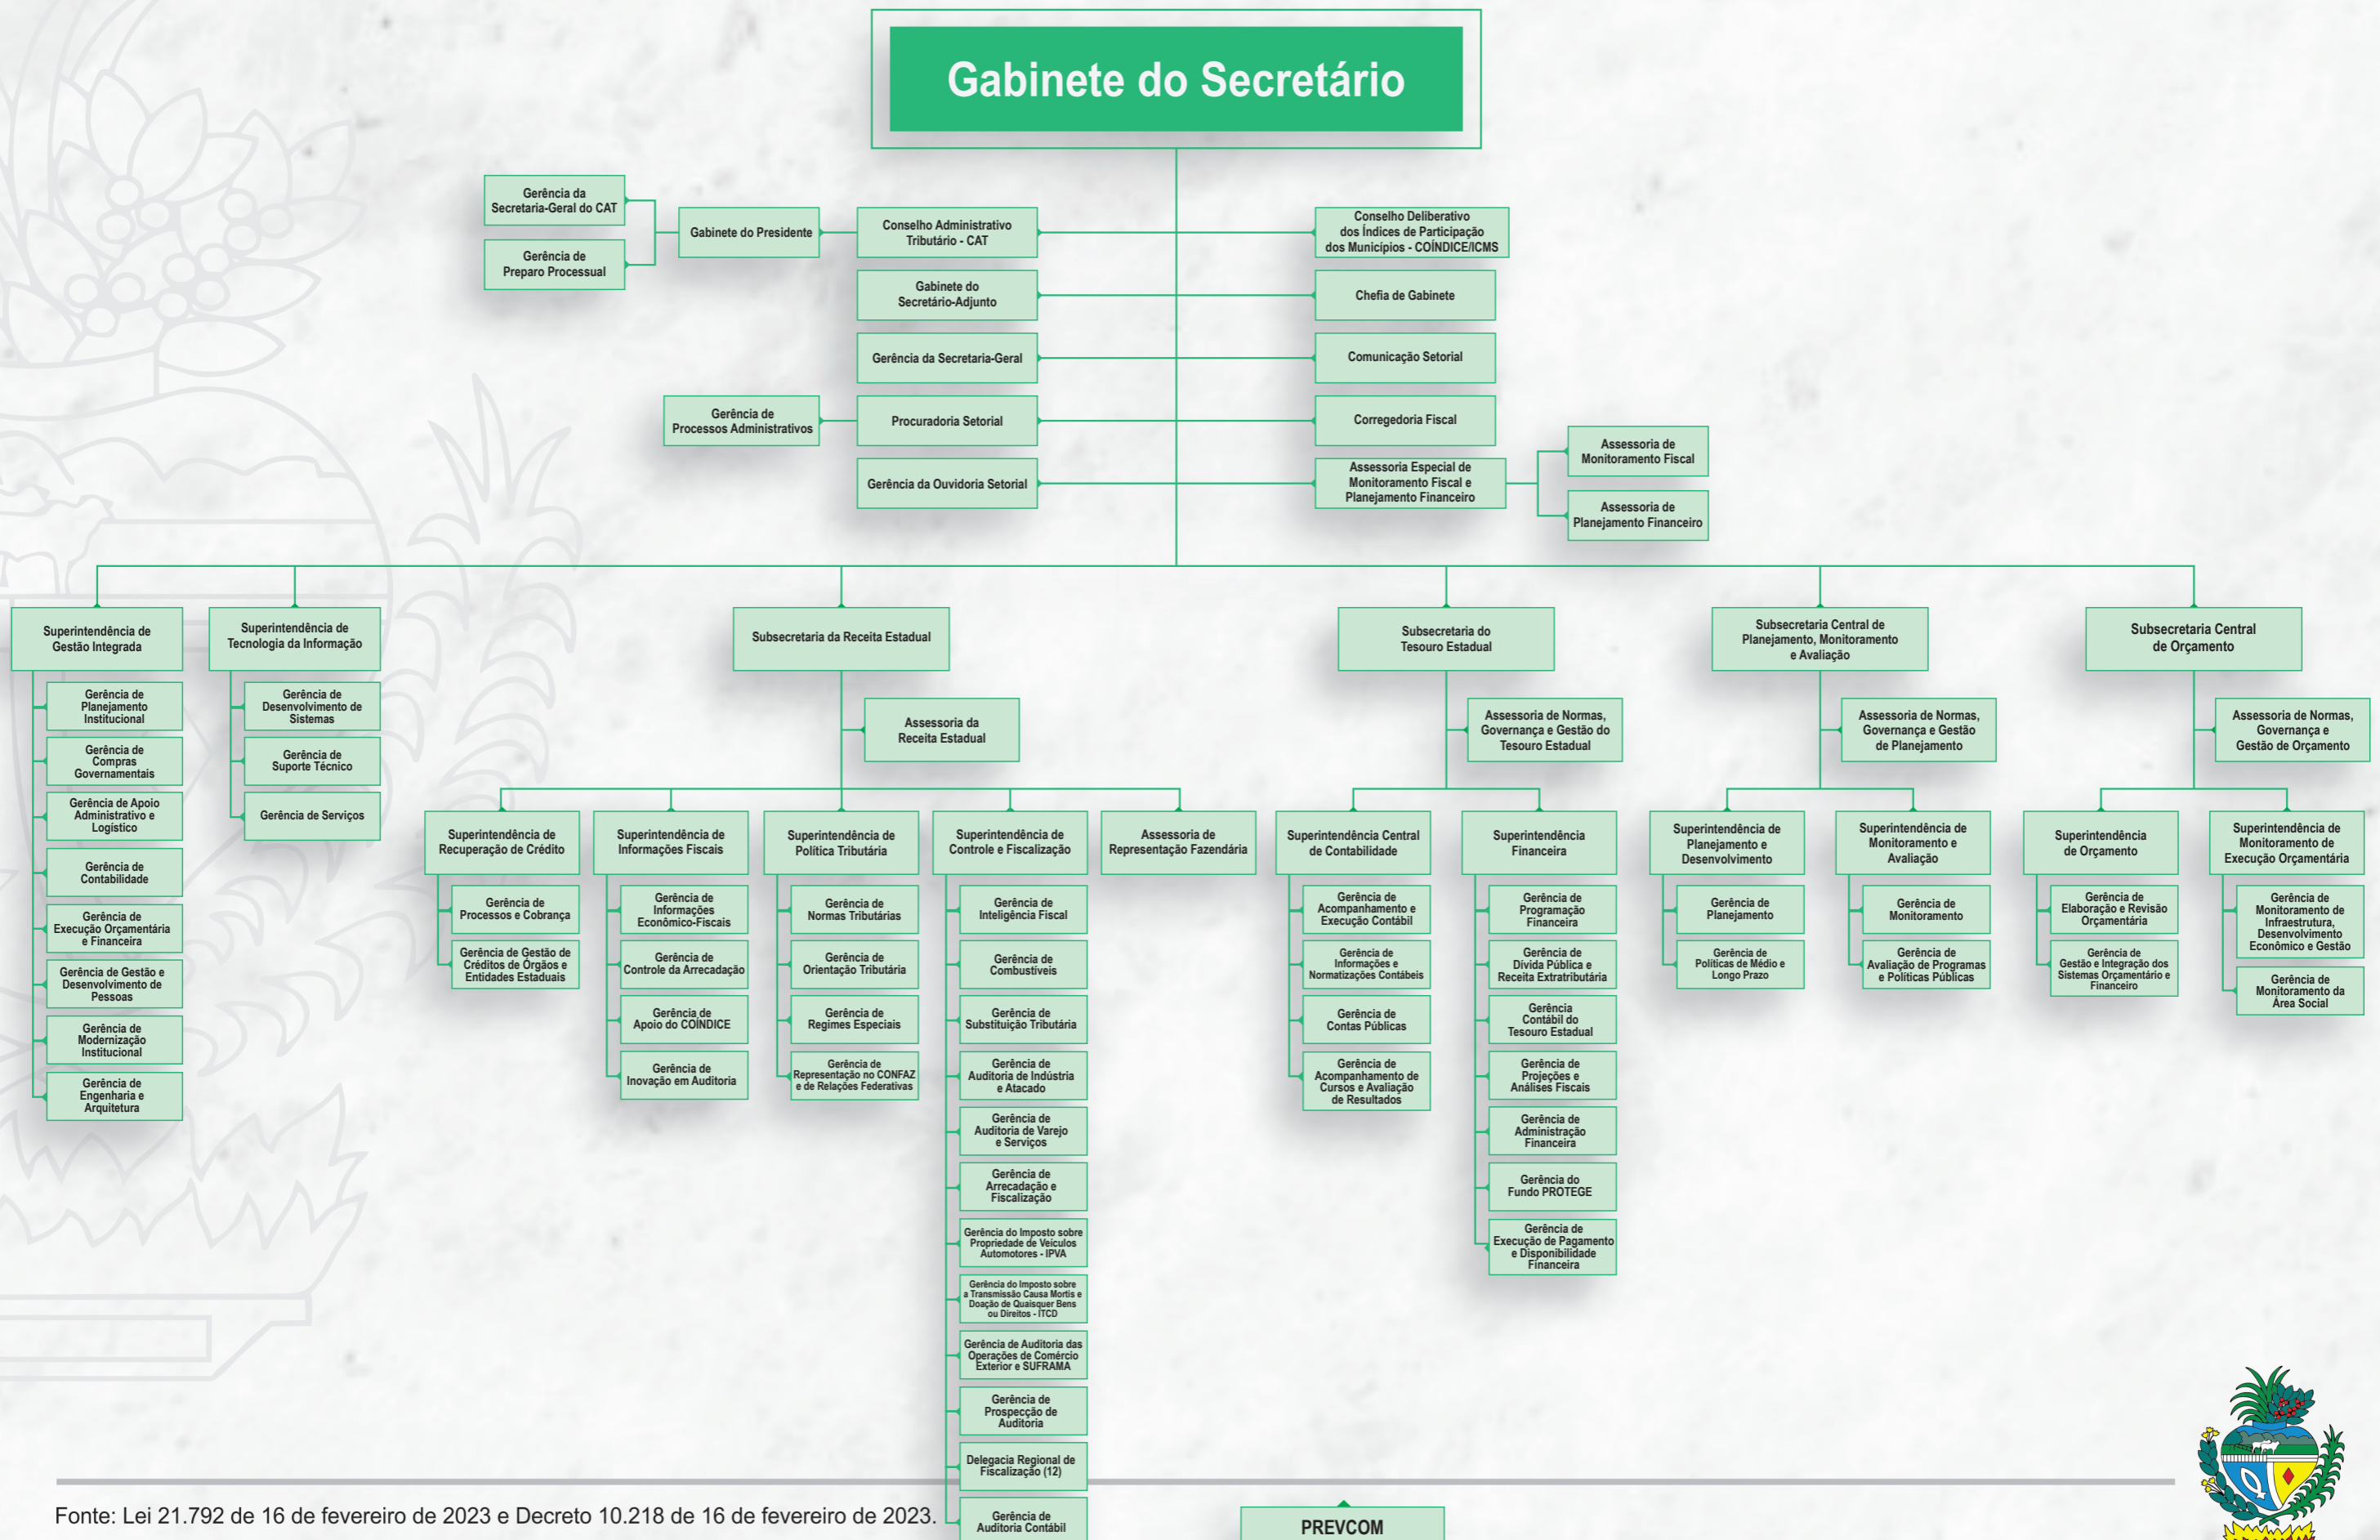 Gabinete do Secretário
Gerência da
Secretaria-Geral do CAT
Gerência de
Preparo Processual
Gabinete do Presidente
Conselho Administrativo
Tributário - CAT
Conselho Deliberativo
dos Índices de Participação
dos Municípios - COÍNDICE/ICMS
Gabinete do
Secretário-Adjunto
Chefia de Gabinete
Gerência da Secretaria-Geral
Comunicação Setorial
Gerência de
Processos Administrativos
Procuradoria Setorial
Corregedoria Fiscal
Gerência da Ouvidoria Setorial
Assessoria Especial de
Monitoramento Fiscal e
Planejamento Financeiro
Assessoria de
Monitoramento Fiscal
Assessoria de
Planejamento Financeiro
Superintendência de
Gestão Integrada
Gerência de
Planejamento
Institucional
Gerência de
Compras
Governamentais
Gerência de Apoio
Administrativo e
Logístico
Gerência de
Contabilidade
Gerência de
Execução Orçamentária
e Financeira
Gerência de Gestão e
Desenvolvimento de
Pessoas
Gerência de
Modernização
Institucional
Gerência de
Engenharia e
Arquitetura
Superintendência de
Tecnologia da Informação
Gerência de
Desenvolvimento de
Sistemas
Gerência de
Suporte Técnico
Gerência de Serviços
Subsecretaria da Receita Estadual
Assessoria da
Receita Estadual
Superintendência de
Recuperação de Crédito
Gerência de
Processos e Cobrança
Gerência de Gestão de
Créditos de Órgãos e
Entidades Estaduais
Superintendência de
Informações Fiscais
Gerência de
Informações
Econômico-Fiscais
Gerência de
Controle da Arrecadação
Gerência de
Apoio do COÍNDICE
Gerência de
Inovação em Auditoria
Superintendência de
Política Tributária
Gerência de
Normas Tributárias
Gerência de
Orientação Tributária
Gerência de
Regimes Especiais
Gerência de
Representação no CONFAZ
e de Relações Federativas
Superintendência de
Controle e Fiscalização
Gerência de
Inteligência Fiscal
Gerência de
Combustíveis
Gerência de
Substituição Tributária
Gerência de
Auditoria de Indústria
e Atacado
Gerência de
Auditoria de Varejo
e Serviços
Gerência de
Arrecadação e
Fiscalização
Gerência do Imposto sobre
Propriedade de Veículos
Automotores - IPVA
Gerência do Imposto sobre
a Transmissão Causa Mortis e
Doação de Quaisquer Bens
ou Direitos - ITCD
Gerência de Auditoria das
Operações de Comércio
Exterior e SUFRAMA
Gerência de
Prospecção de
Auditoria
Delegacia Regional de
Fiscalização (12)
Gerência de
Auditoria Contábil
Assessoria de
Representação Fazendária
Subsecretaria do
Tesouro Estadual
Assessoria de Normas,
Governança e Gestão do
Tesouro Estadual
Superintendência Central
de Contabilidade
Gerência de
Acompanhamento e
Execução Contábil
Gerência de
Informações e
Normatizações Contábeis
Gerência de
Contas Públicas
Gerência de
Acompanhamento de
Cursos e Avaliação
de Resultados
Superintendência
Financeira
Gerência de
Programação
Financeira
Gerência de
Dívida Pública e
Receita Extratributária
Gerência
Contábil do
Tesouro Estadual
Gerência de
Projeções e
Análises Fiscais
Gerência de
Administração
Financeira
Gerência do
Fundo PROTEGE
Gerência de
Execução de Pagamento
e Disponibilidade
Financeira
Subsecretaria Central de
Planejamento, Monitoramento
e Avaliação
Assessoria de Normas,
Governança e Gestão
de Planejamento
Superintendência de
Planejamento e
Desenvolvimento
Gerência de
Planejamento
Gerência de
Políticas de Médio e
Longo Prazo
Superintendência de
Monitoramento e
Avaliação
Gerência de
Monitoramento
Gerência de
Avaliação de Programas
e Políticas Públicas
Subsecretaria Central
de Orçamento
Assessoria de Normas,
Governança e
Gestão de Orçamento
Superintendência
de Orçamento
Gerência de
Elaboração e Revisão
Orçamentária
Gerência de
Gestão e Integração dos
Sistemas Orçamentário e
Financeiro
Superintendência de
Monitoramento de
Execução Orçamentária
Gerência de
Monitoramento de
Infraestrutura,
Desenvolvimento
Econômico e Gestão
Gerência de
Monitoramento da
Área Social
Fonte: Lei 21.792 de 16 de fevereiro de 2023 e Decreto 10.218 de 16 de fevereiro de 2023.
PREVCOM